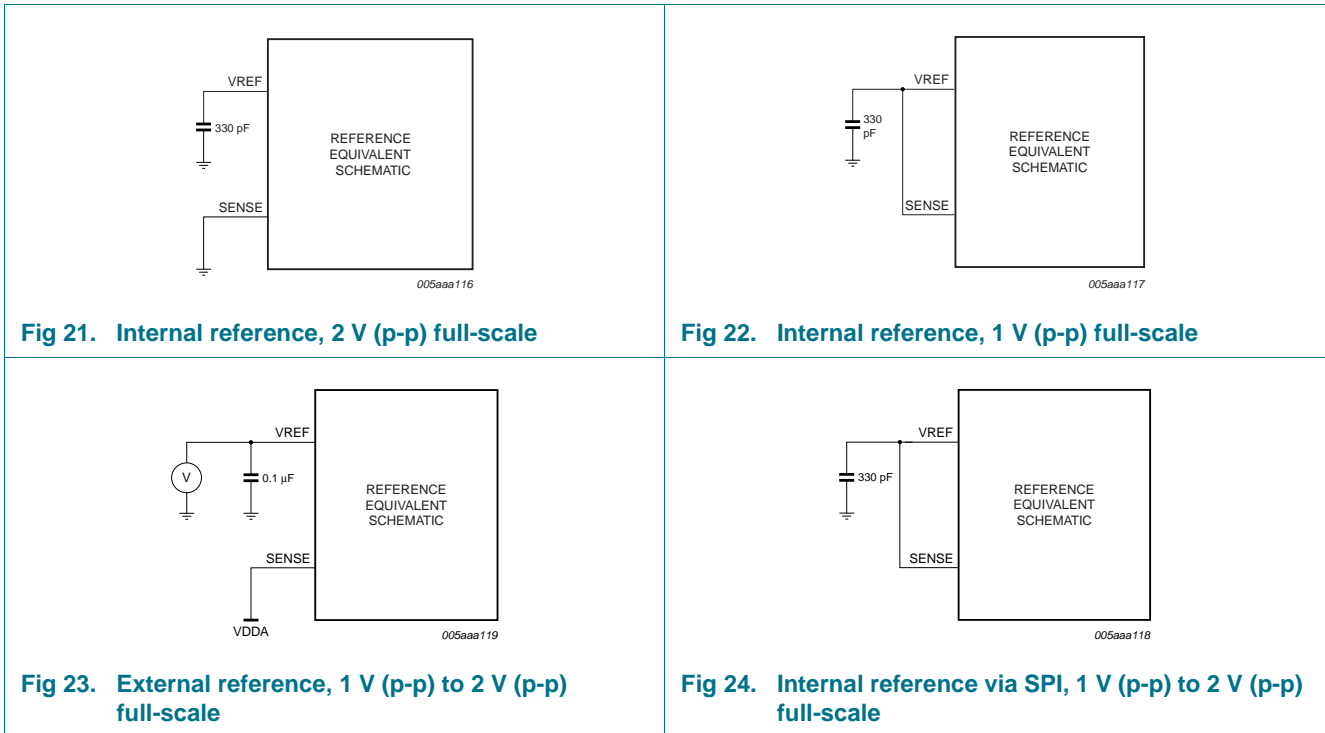 VREF
330 pF
REFERENCE
EQUIVALENT
SCHEMATIC
SENSE
005aaa116
Fig 21. Internal reference, 2 V (p-p) full-scale
VREF
330
pF
REFERENCE
EQUIVALENT
SCHEMATIC
SENSE
005aaa117
Fig 22. Internal reference, 1 V (p-p) full-scale
VREF
V
0.1 μF
REFERENCE
EQUIVALENT
SCHEMATIC
SENSE
VDDA
005aaa119
Fig 23. External reference, 1 V (p-p) to 2 V (p-p)
full-scale
VREF
330 pF
REFERENCE
EQUIVALENT
SCHEMATIC
SENSE
005aaa118
Fig 24. Internal reference via SPI, 1 V (p-p) to 2 V (p-p)
full-scale